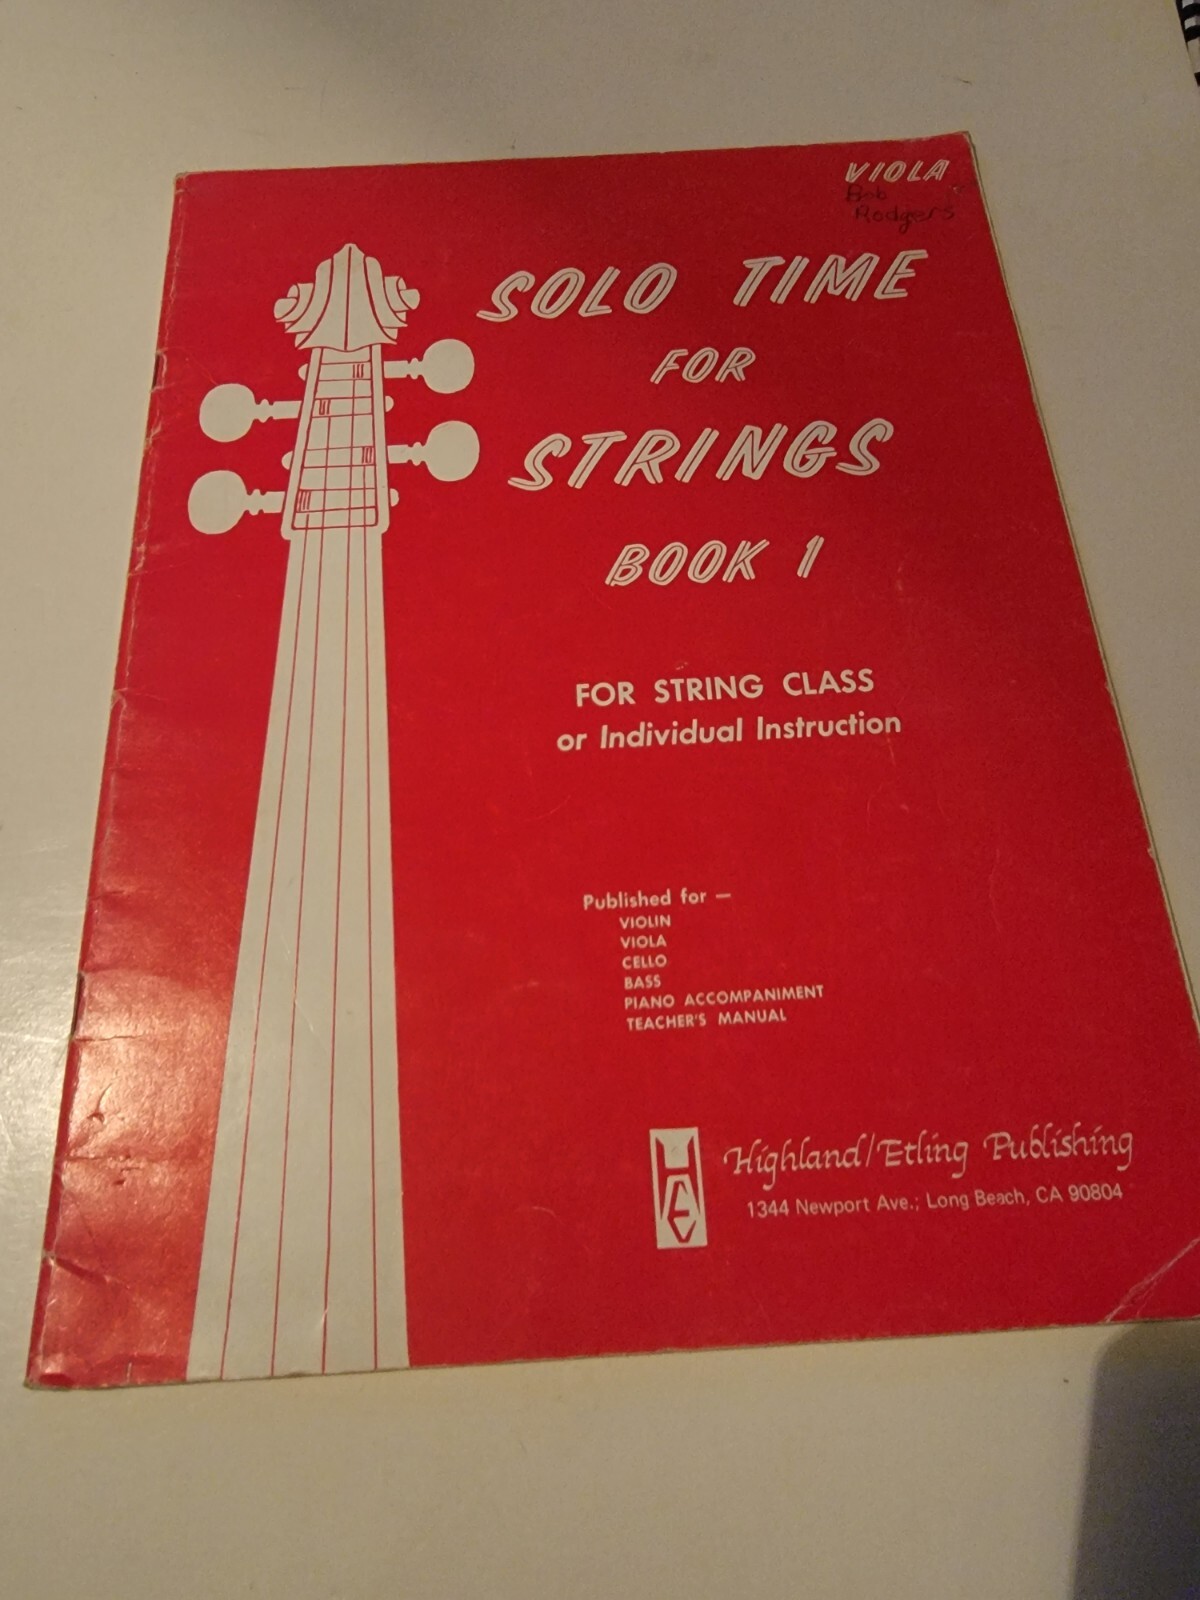 VIOLA
Bob
Rodgers
SOLO TIME
FOR
STRINGS
BOOK 1
FOR STRING CLASS
or Individual Instruction
Published for —
VIOLIN
VIOLA
CELLO
BASS
PIANO ACCOMPANIMENT
TEACHER'S MANUAL
HE
Highland/Etling Publishing
1344 Newport Ave.; Long Beach, CA 90804